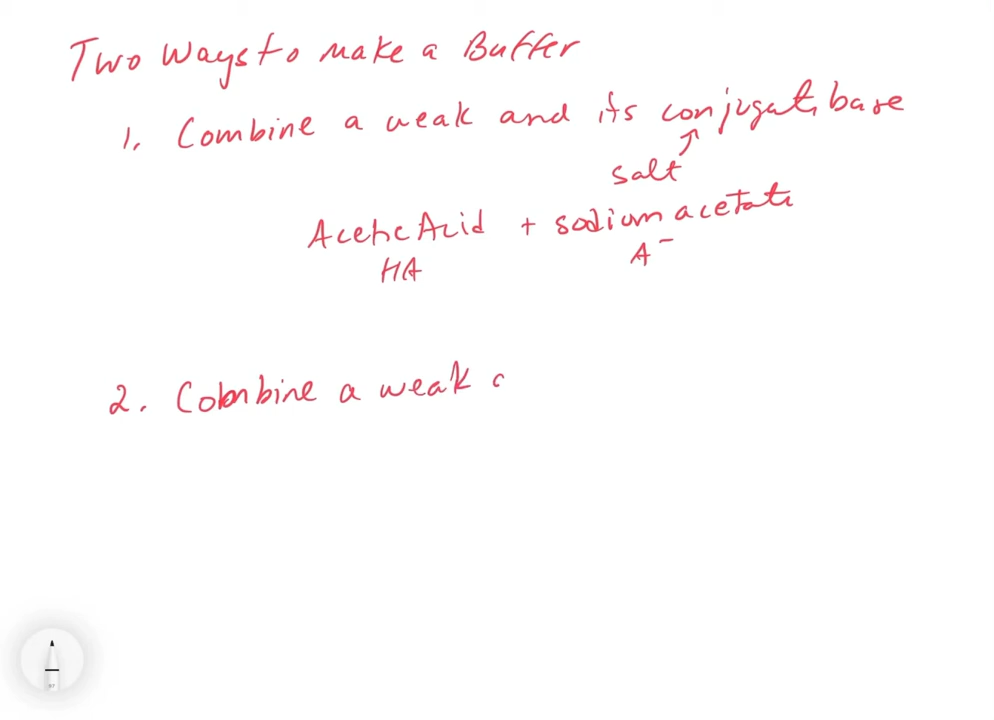 Two Ways to make a Buffer
1. Combine a weak and its conjugate base
salt
Acetic Acid + sodium acetate
HA A⁻
2. Combine a weak a